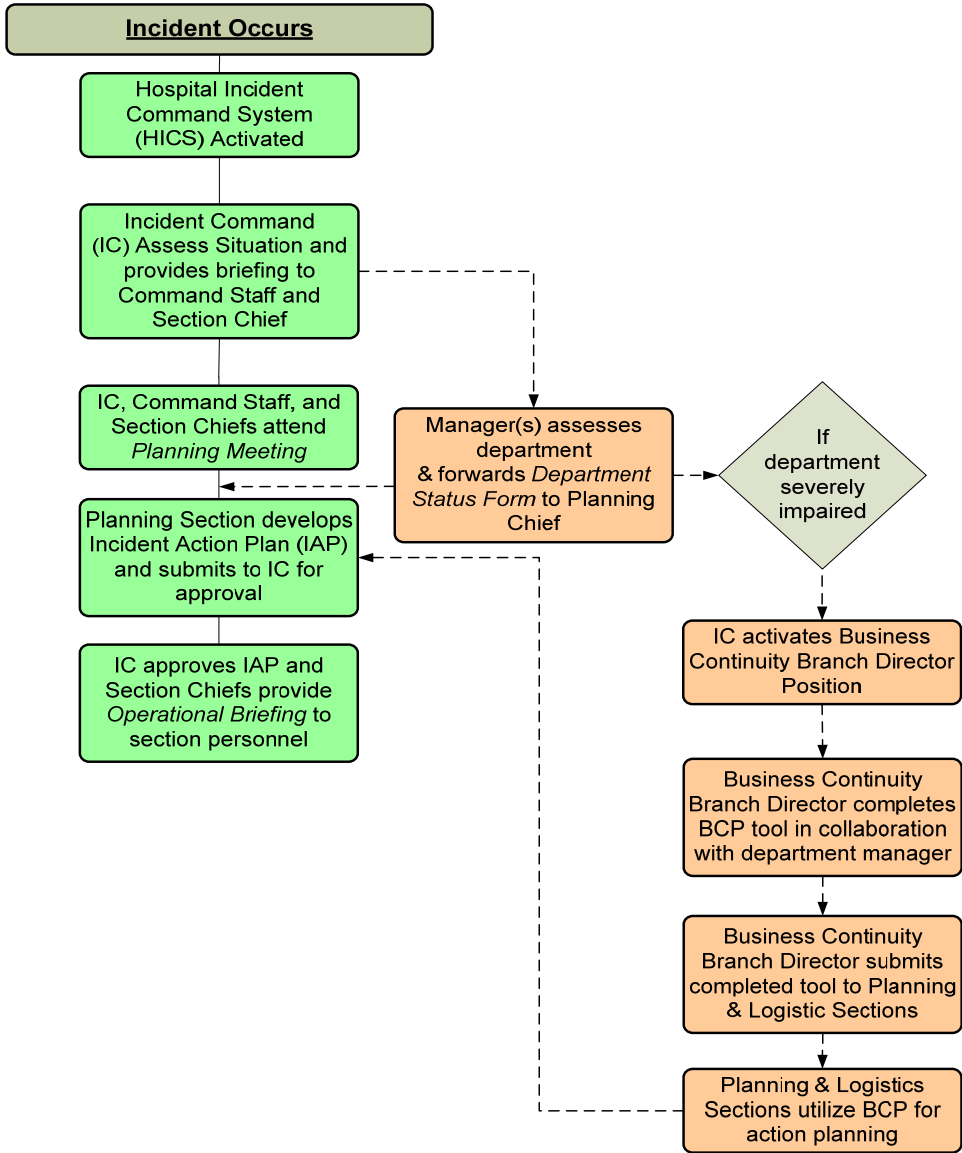 Incident Occurs
Hospital Incident
Command System
(HICS) Activated
Incident Command
(IC) Assess Situation and
provides briefing to
Command Staff and
Section Chief
IC, Command Staff, and
Section Chiefs attend
Planning Meeting
Planning Section develops
Incident Action Plan (IAP)
and submits to IC for
approval
IC approves IAP and
Section Chiefs provide
Operational Briefing to
section personnel
Manager(s) assesses
department
& forwards Department
Status Form to Planning
Chief
If
department
severely
impaired
IC activates Business
Continuity Branch Director
Position
Business Continuity
Branch Director completes
BCP tool in collaboration
with department manager
Business Continuity
Branch Director submits
completed tool to Planning
& Logistic Sections
Planning & Logistics
Sections utilize BCP for
action planning